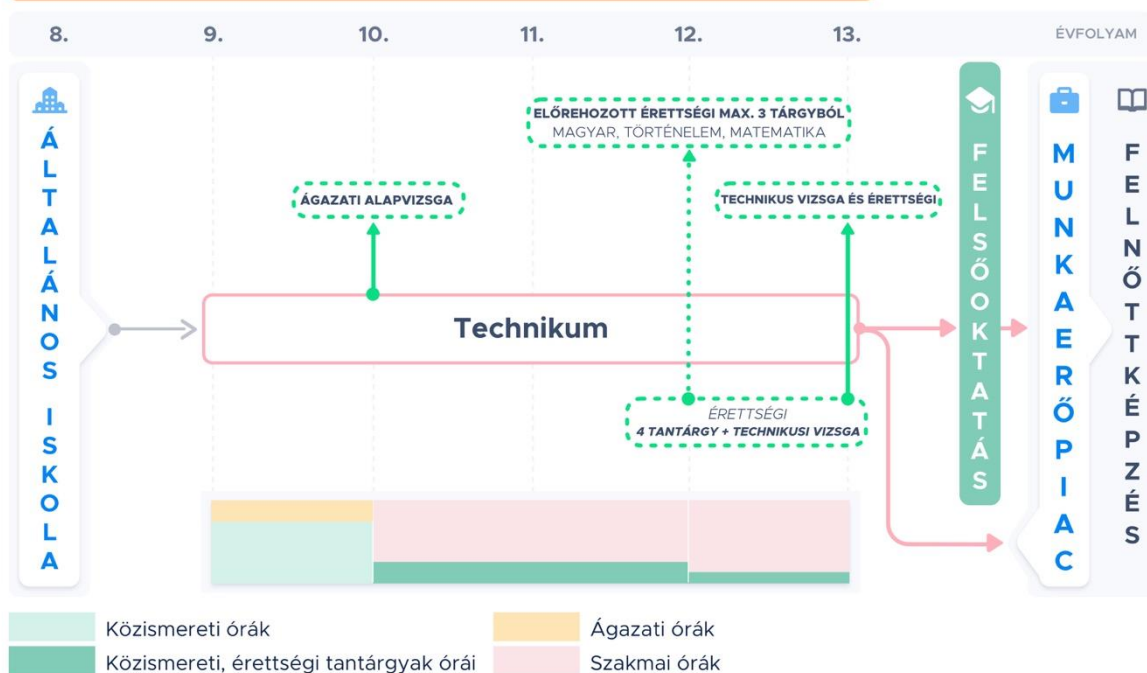 8. 9. 10. 11. 12. 13. ÉVFOLYAM
ÁLTALÁNOS ISKOLA
ELŐREHOZOTT ÉRETTSÉGI MAX. 3 TÁRGYBÓL
MAGYAR, TÖRTÉNELEM, MATEMATIKA
ÁGAZATI ALAPVIZSGA
TECHNIKUS VIZSGA ÉS ÉRETTSÉGI
Technikum
ÉRETTSÉGI
4 TANTÁRGY + TECHNIKUSI VIZSGA
FELSŐOKTATÁS
MUNKAERŐPIAC
FELNŐTTKÉPZÉS
Közismereti órák
Ágazati órák
Közismereti, érettségi tantárgyak órái
Szakmai órák